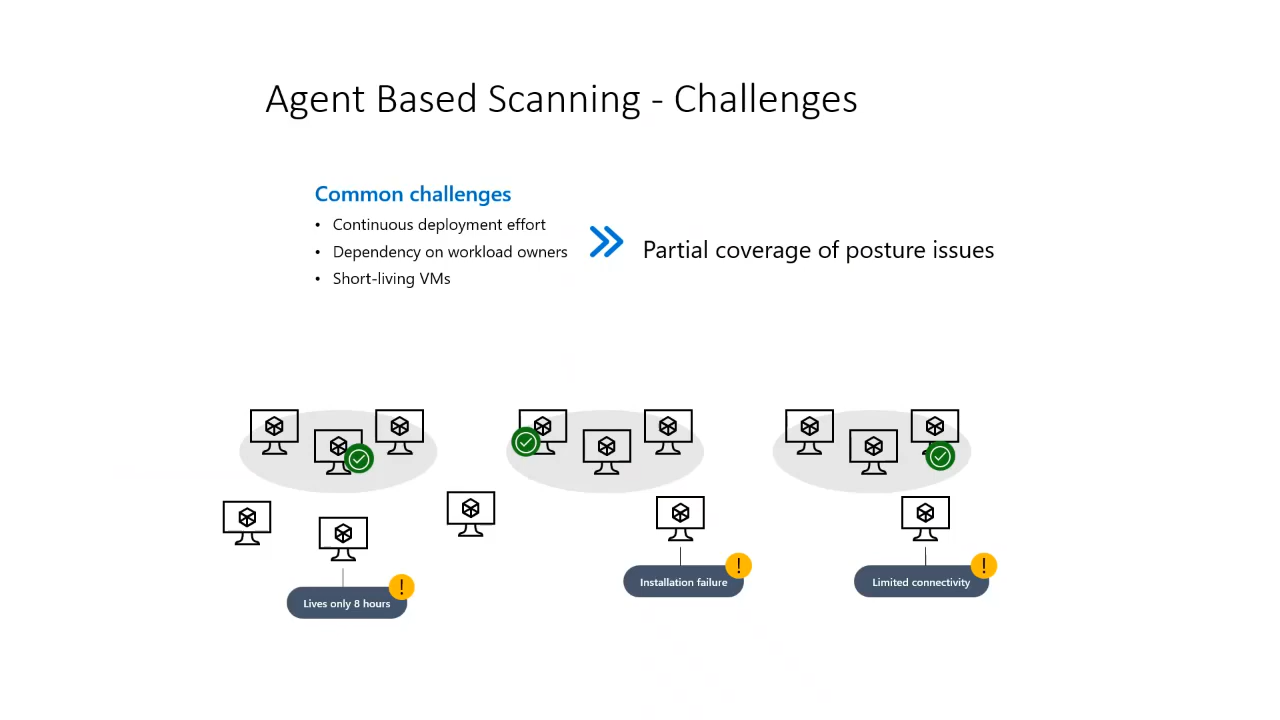 Agent Based Scanning - Challenges
Common challenges
• Continuous deployment effort
• Dependency on workload owners
• Short-living VMs
Partial coverage of posture issues
Lives only 8 hours
!
Installation failure
!
Limited connectivity
!